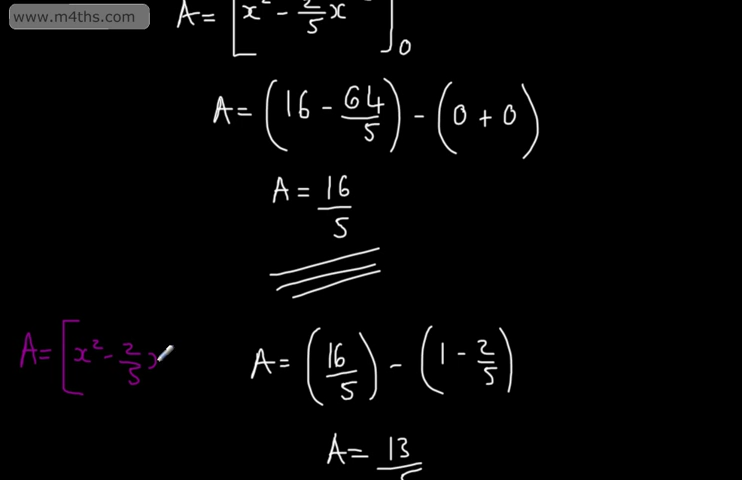 www.m4ths.com
A = [x² - 2/5 x ]₀
A = (16 - 64/5) - (0 + 0)
A = 16/5
A = [x² - 2/5 x
A = (16/5) - (1 - 2/5)
A = 13/5